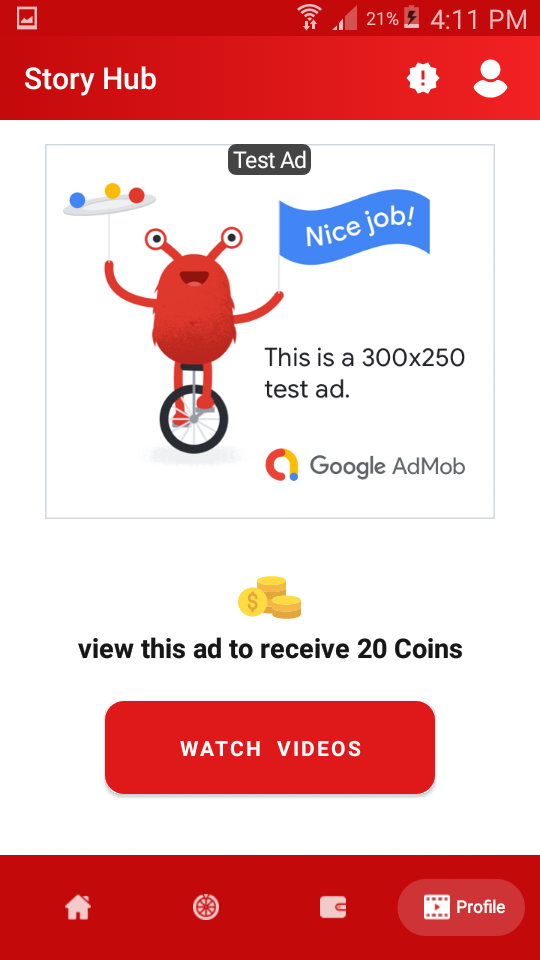 21% 4:11 PM
Story Hub
Test Ad
Nice job!
This is a 300x250
test ad.
Google AdMob
view this ad to receive 20 Coins
WATCH VIDEOS
Profile